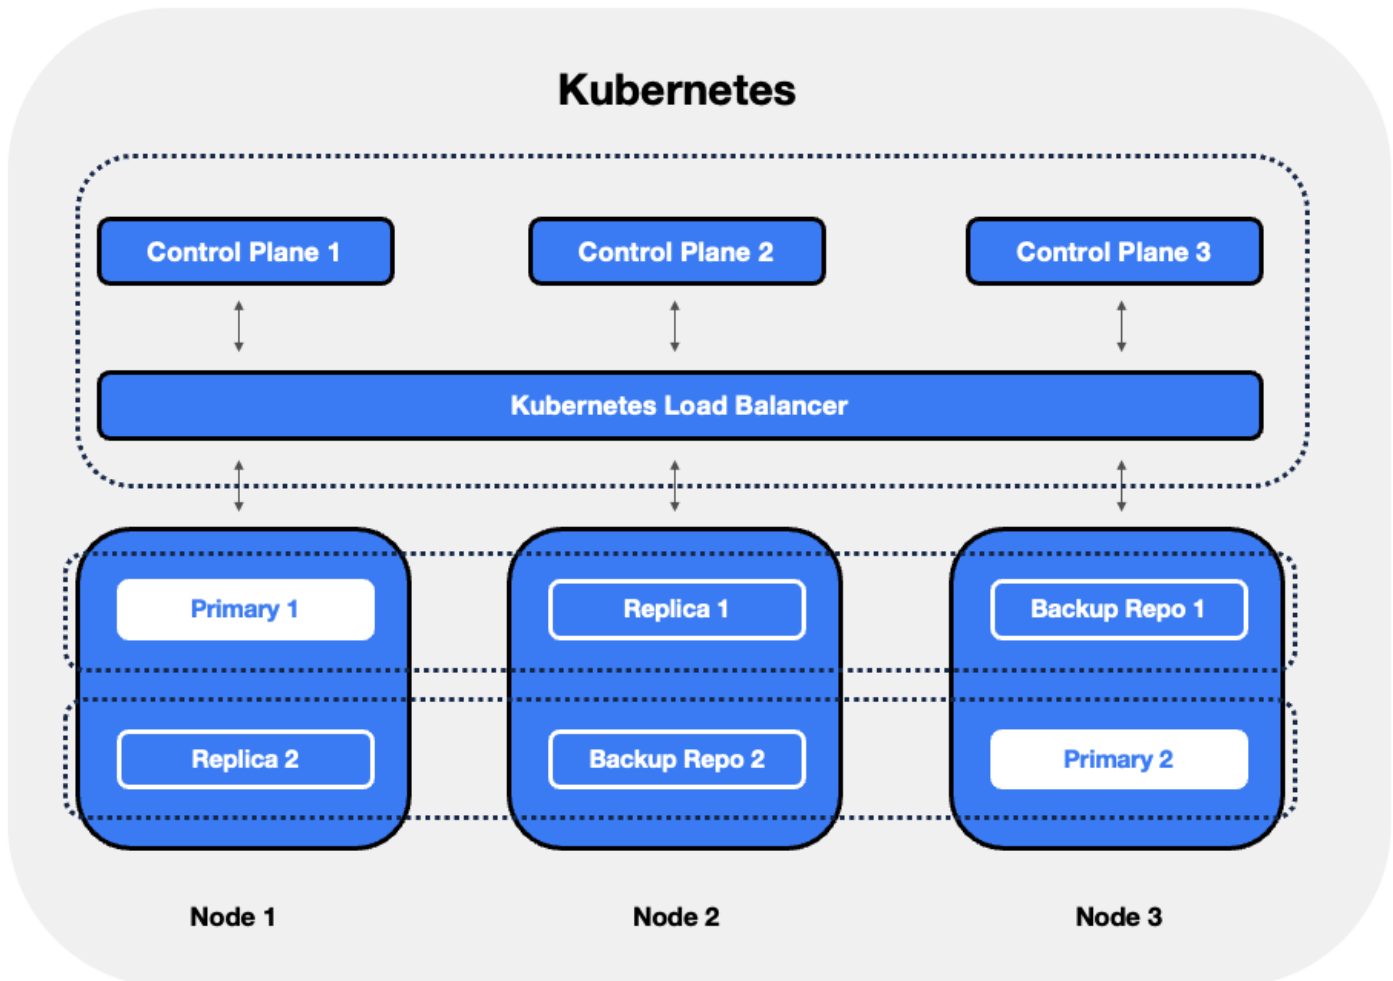 Kubernetes
Control Plane 1
Control Plane 2
Control Plane 3
Kubernetes Load Balancer
Primary 1
Replica 1
Backup Repo 1
Replica 2
Backup Repo 2
Primary 2
Node 1
Node 2
Node 3